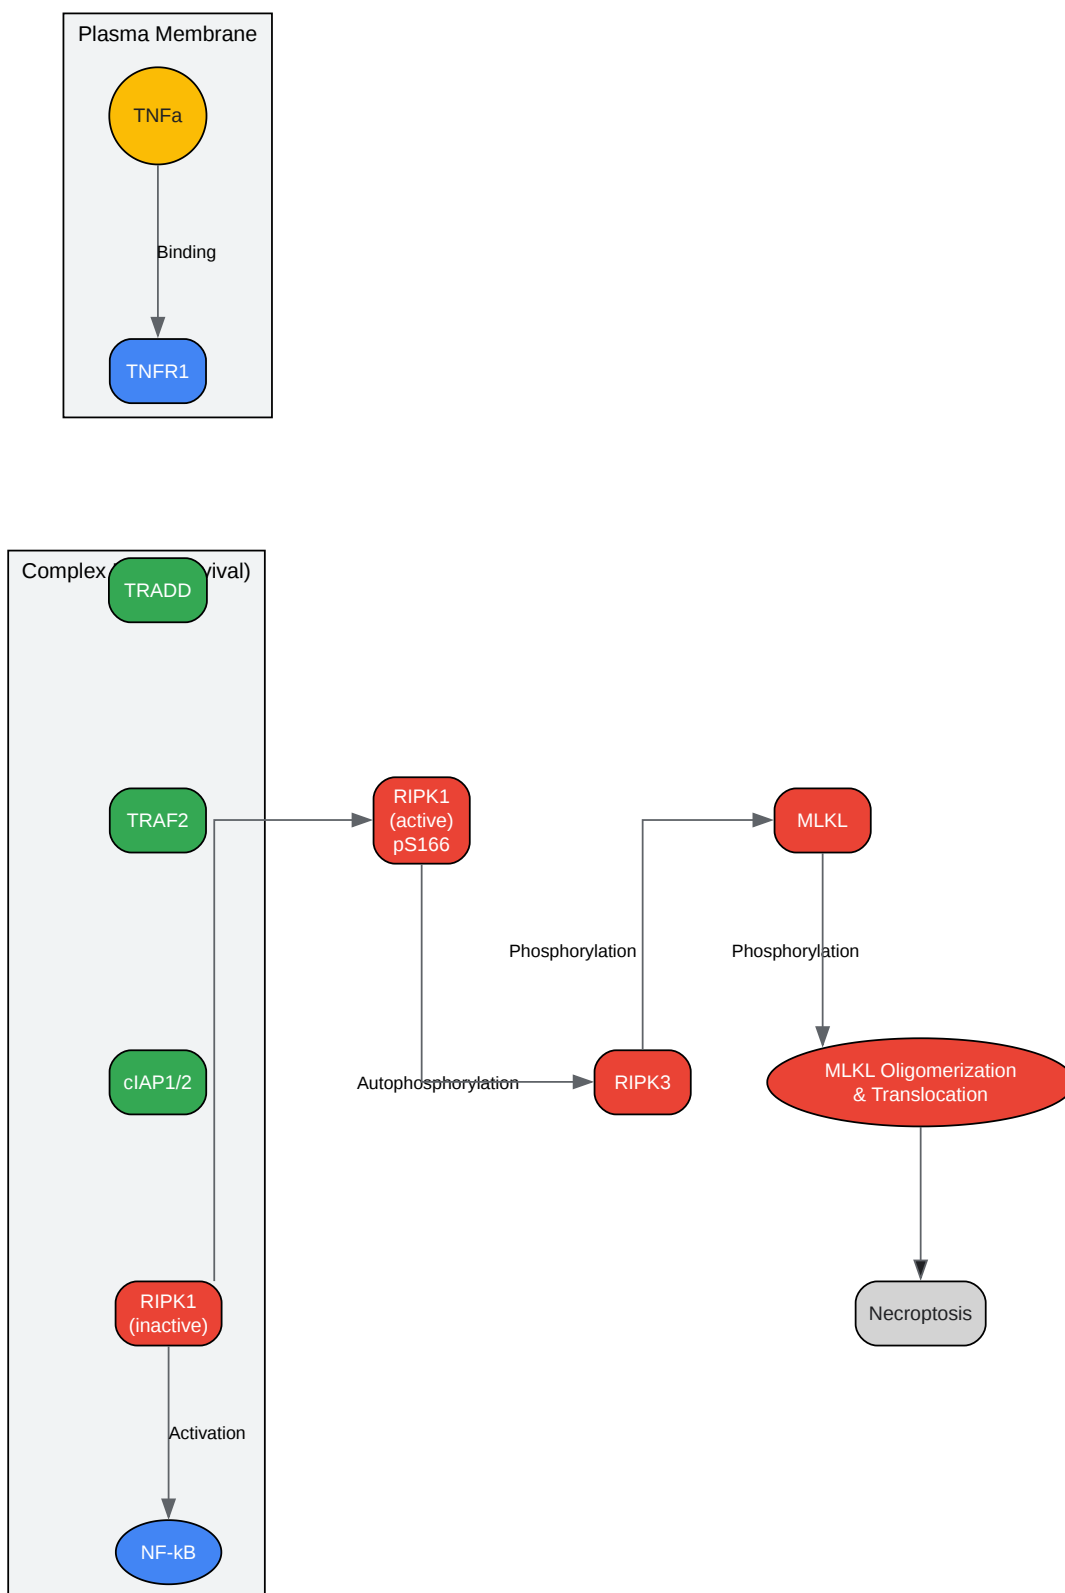 Plasma Membrane
TNFa
Binding
TNFR1
Complex
vival)
TRADD
TRAF2
RIPK1
(active)
pS166
MLKL
Phosphorylation
Phosphorylation
cIAP1/2
Autophosphorylation
RIPK3
MLKL Oligomerization
& Translocation
RIPK1
(inactive)
Necroptosis
Activation
NF-kB